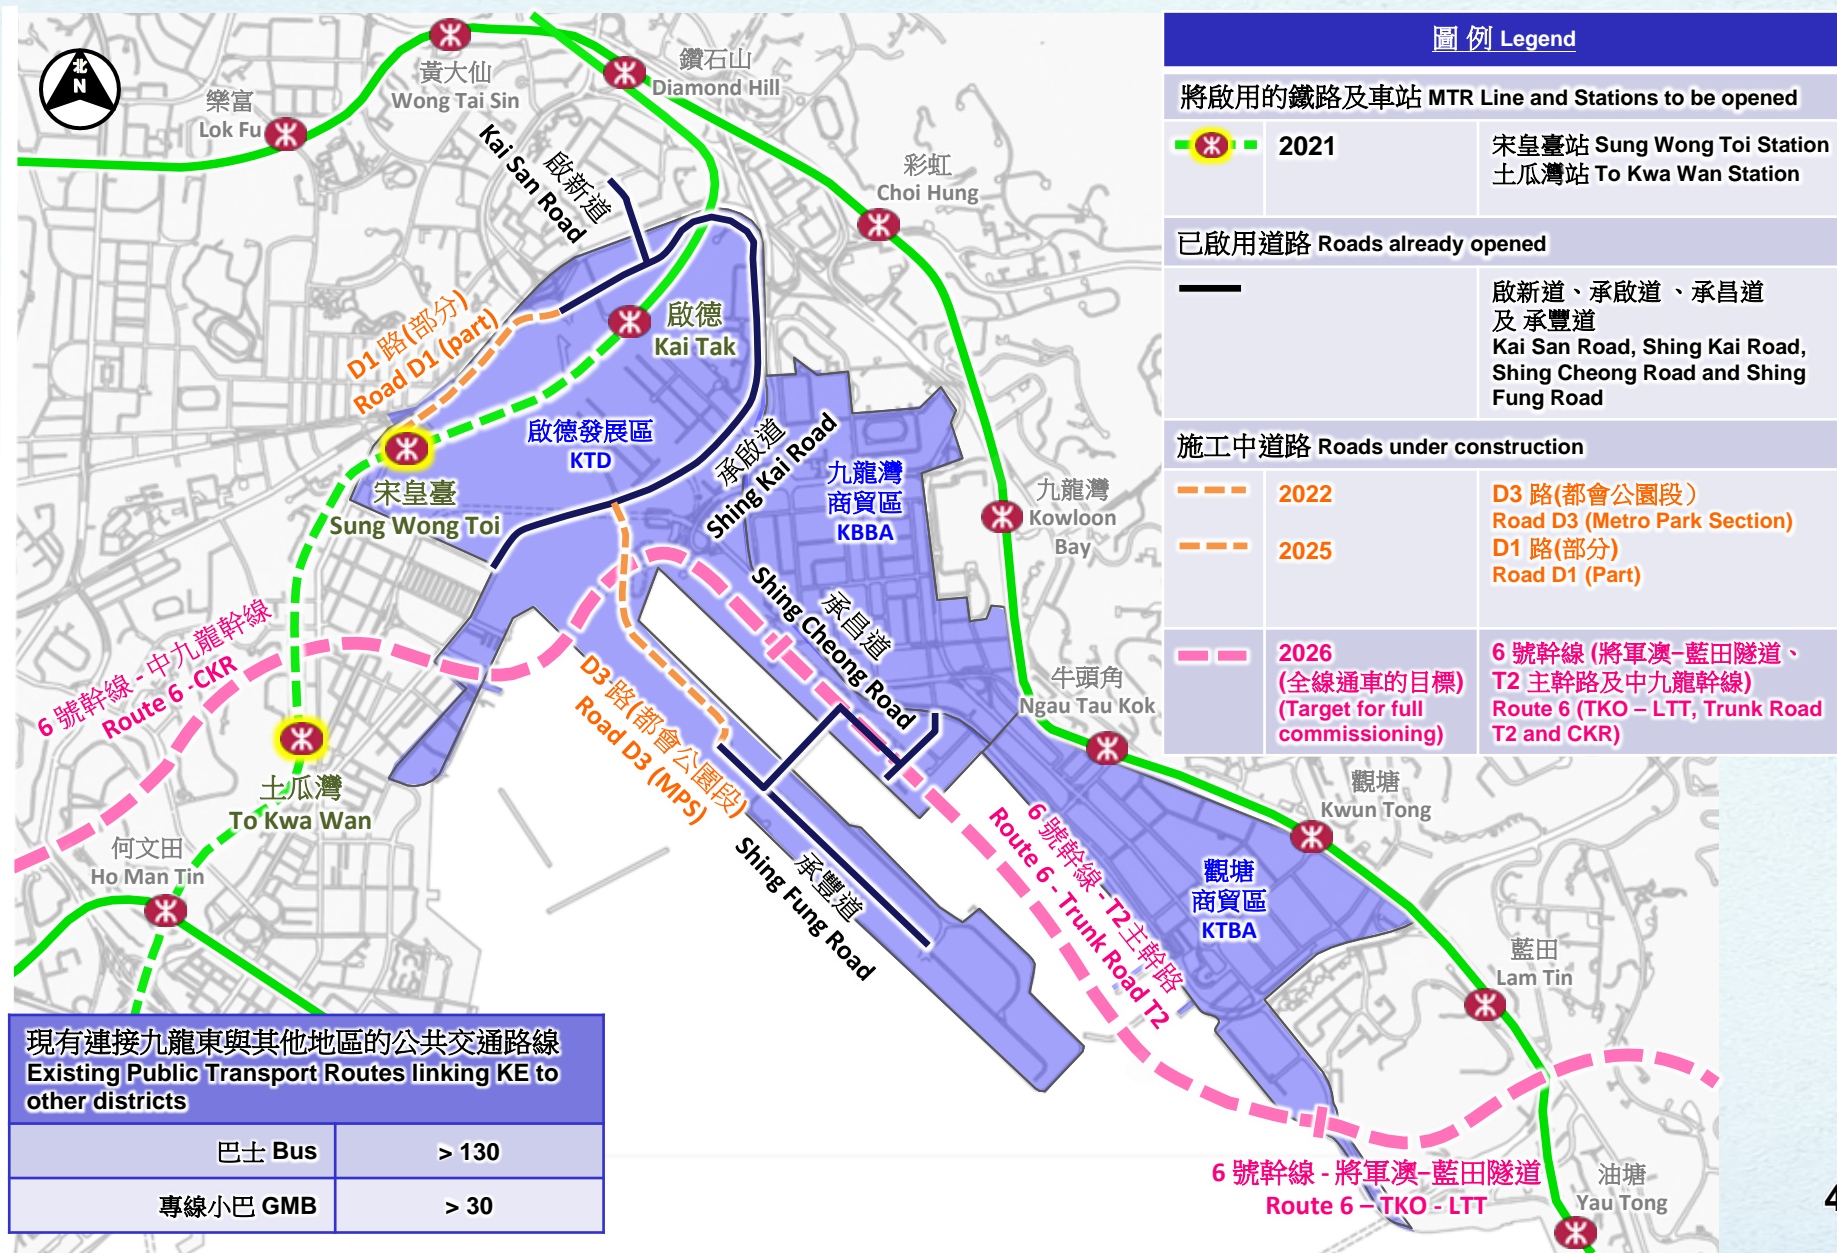 北
N
樂富
Lok Fu
黃大仙
Wong Tai Sin
鑽石山
Diamond Hill
彩虹
Choi Hung
啟新道
Kai San Road
D1 路(部分)
Road D1 (part)
啟德
Kai Tak
啟德發展區
KTD
宋皇臺
Sung Wong Toi
承啟道
Shing Kai Road
九龍灣
商貿區
KBBA
九龍灣
Kowloon
Bay
承昌道
Shing Cheong Road
牛頭角
Ngau Tau Kok
6 號幹線 - 中九龍幹線
Route 6 -CKR
D3 路(都會公園段)
Road D3 (MPS)
土瓜灣
To Kwa Wan
何文田
Ho Man Tin
承豐道
Shing Fung Road
6 號幹線 - T2主幹路
Route 6 - Trunk Road T2
觀塘
Kwun Tong
觀塘
商貿區
KTBA
藍田
Lam Tin
6 號幹線 - 將軍澳–藍田隧道
Route 6 – TKO - LTT
油塘
Yau Tong
圖 例 Legend
將啟用的鐵路及車站 MTR Line and Stations to be opened
2021
宋皇臺站 Sung Wong Toi Station
土瓜灣站 To Kwa Wan Station
已啟用道路 Roads already opened
啟新道、承啟道 、承昌道
及 承豐道
Kai San Road, Shing Kai Road,
Shing Cheong Road and Shing
Fung Road
施工中道路 Roads under construction
2022
D3 路(都會公園段）
Road D3 (Metro Park Section)
2025
D1 路(部分)
Road D1 (Part)
2026
(全線通車的目標)
(Target for full
commissioning)
6 號幹線 (將軍澳–藍田隧道、
T2 主幹路及中九龍幹線)
Route 6 (TKO – LTT, Trunk Road
T2 and CKR)
現有連接九龍東與其他地區的公共交通路線
Existing Public Transport Routes linking KE to
other districts
巴士 Bus
> 130
專線小巴 GMB
> 30
4